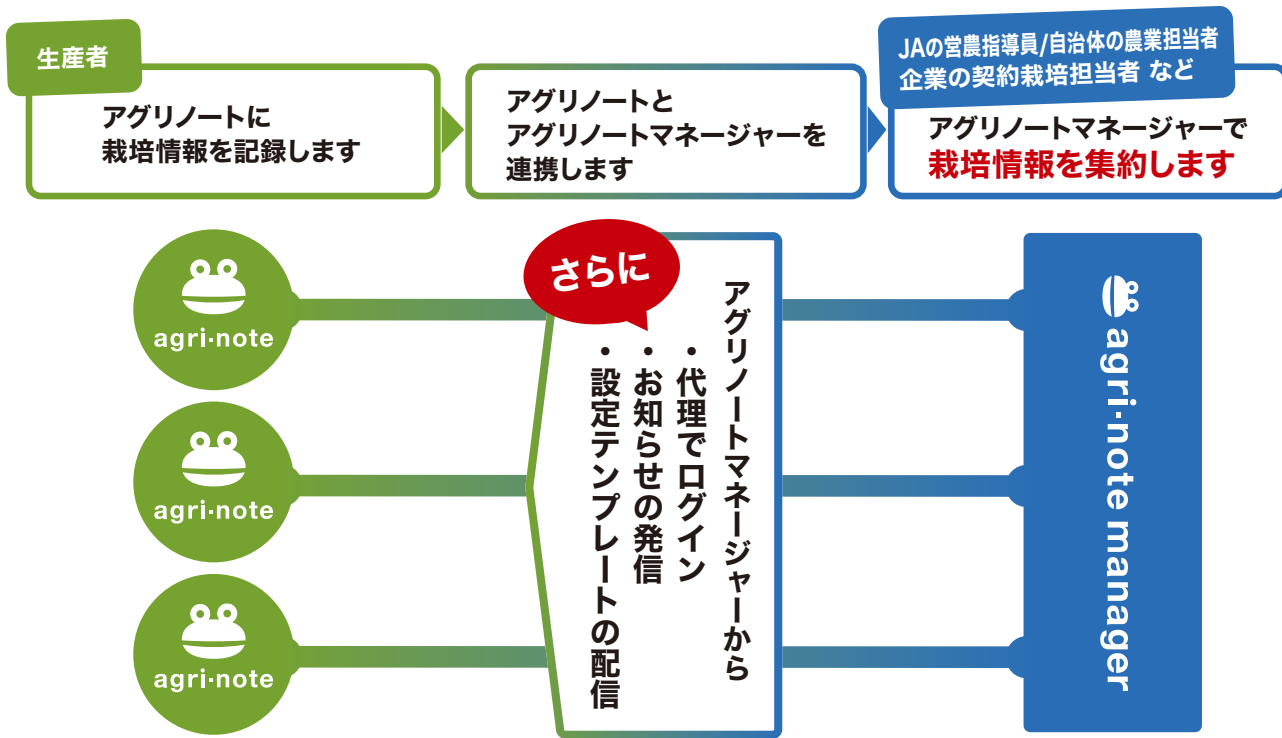 生産者
アグリノートに
栽培情報を記録します
アグリノートと
アグリノートマネージャーを
連携します
JAの営農指導員/自治体の農業担当者
企業の契約栽培担当者 など
アグリノートマネージャーで
栽培情報を集約します
さらに
アグリノートマネージャーから
・代理でログイン
・お知らせの発信
・設定テンプレートの配信
agri-note
agri-note
agri-note
agri-note manager